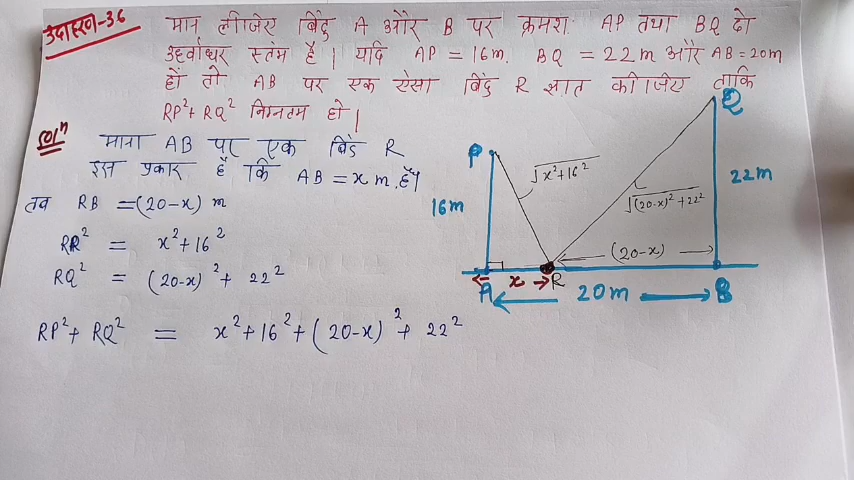 उदाहरण-36
मान लीजिए बिंदु A और B पर क्रमशः AP तथा BQ दो
उर्ध्वाधर स्तंभ है | यदि AP = 16m. BQ = 22m और AB=20m
हों तो AB पर एक ऐसा बिंदु R ज्ञात कीजिए ताकि
RP²+RQ² निम्नतम हो |
Solⁿ
माना AB पर एक बिंदु R
इस प्रकार है कि AB = x m. है।
तब RB = (20-x) m
RP² = x²+16²
RQ² = (20-x)² + 22²
RP²+ RQ² = x²+16²+(20-x)²+ 22²
P
Q
√x²+16²
√(20-x)²+22²
16m
22m
(20-x)
x
A
R
20m
B